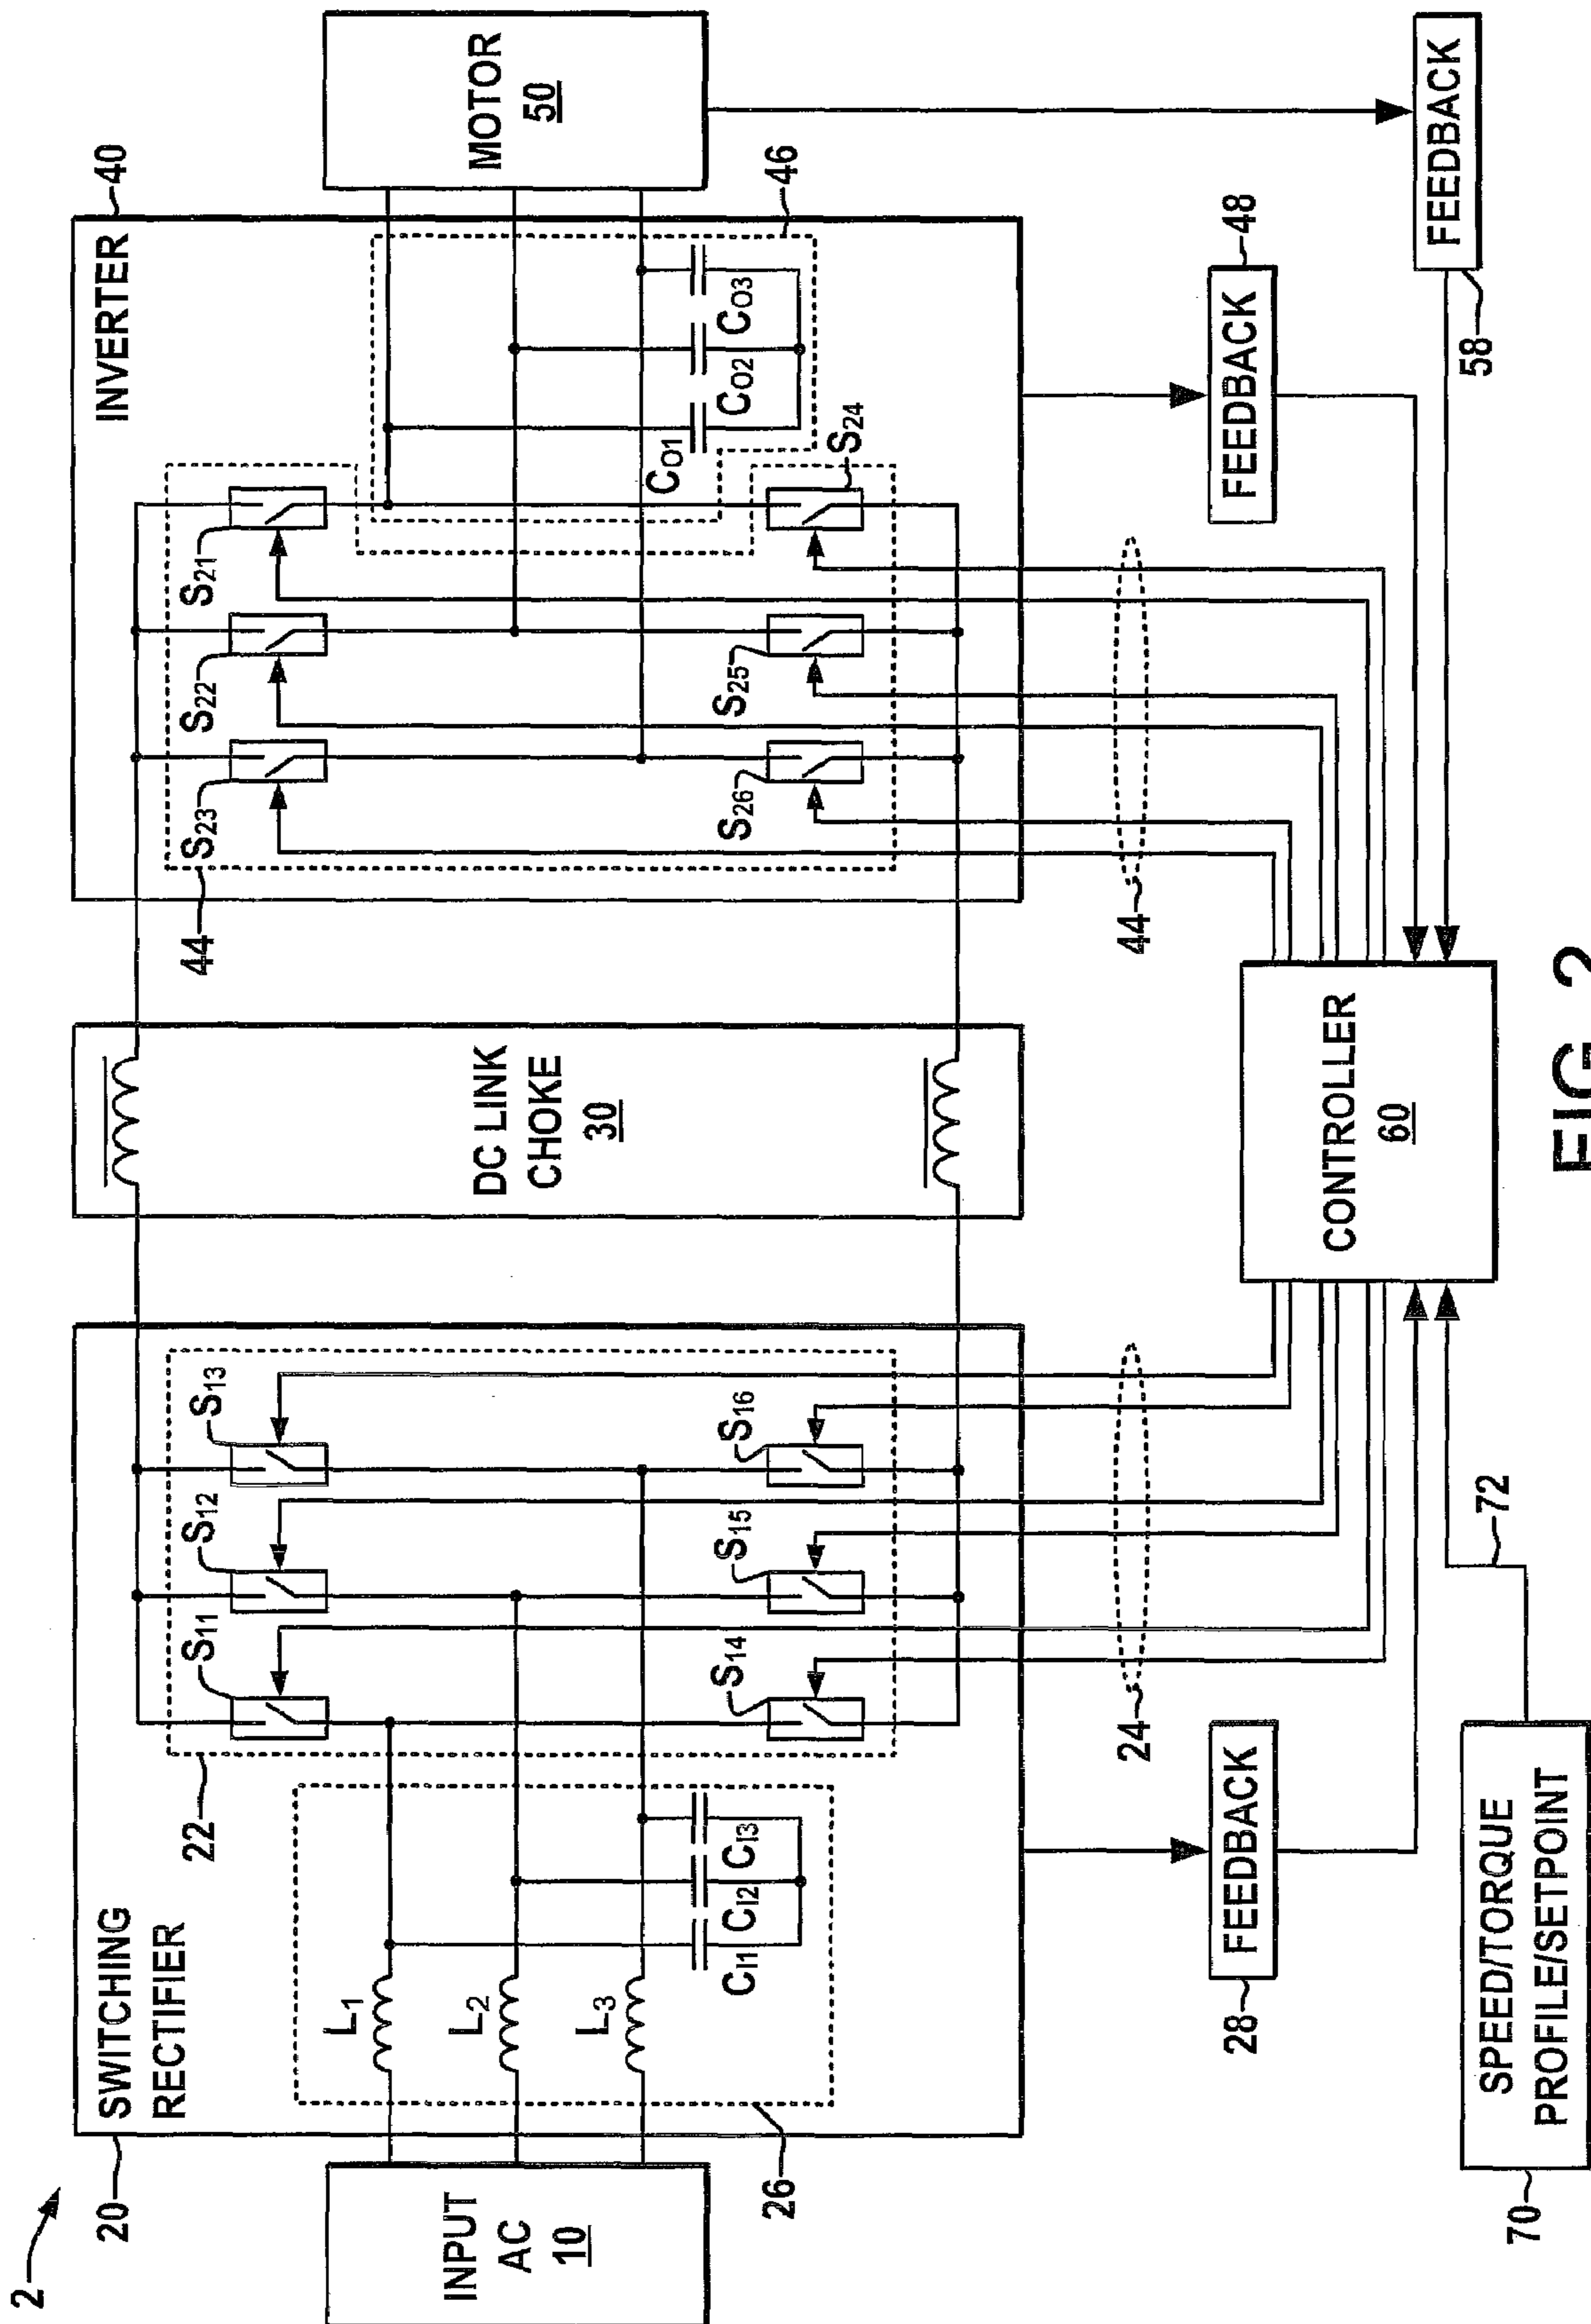 2
20
SWITCHING
RECTIFIER
INPUT
AC
10
L1
L2
L3
CI1
CI2
CI3
26
22
S11
S12
S13
S14
S15
S16
24
28
FEEDBACK
DC LINK
CHOKE
30
INVERTER
40
44
S23
S22
S21
S26
S25
S24
CO1
CO2
CO3
46
MOTOR
50
44
FEEDBACK
48
FEEDBACK
58
CONTROLLER
60
72
SPEED/TORQUE
PROFILE/SETPOINT
70
FIG. 2